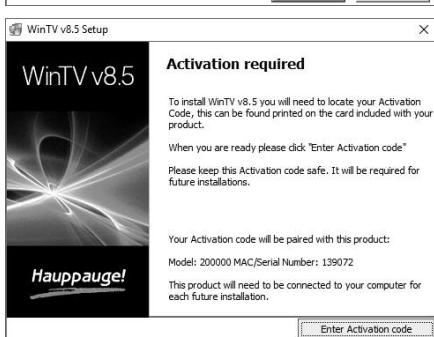 WinTV v8.5 Setup
WinTV v8.5
Activation required
To install WinTV v8.5 you will need to locate your Activation
Code, this can be found printed on the card included with your
product.
When you are ready please click "Enter Activation code"
Please keep this Activation code safe. It will be required for
future installations.
Your Activation code will be paired with this product:
Model: 200000 MAC/Serial Number: 139072
This product will need to be connected to your computer for
each future installation.
Hauppauge!
Enter Activation code